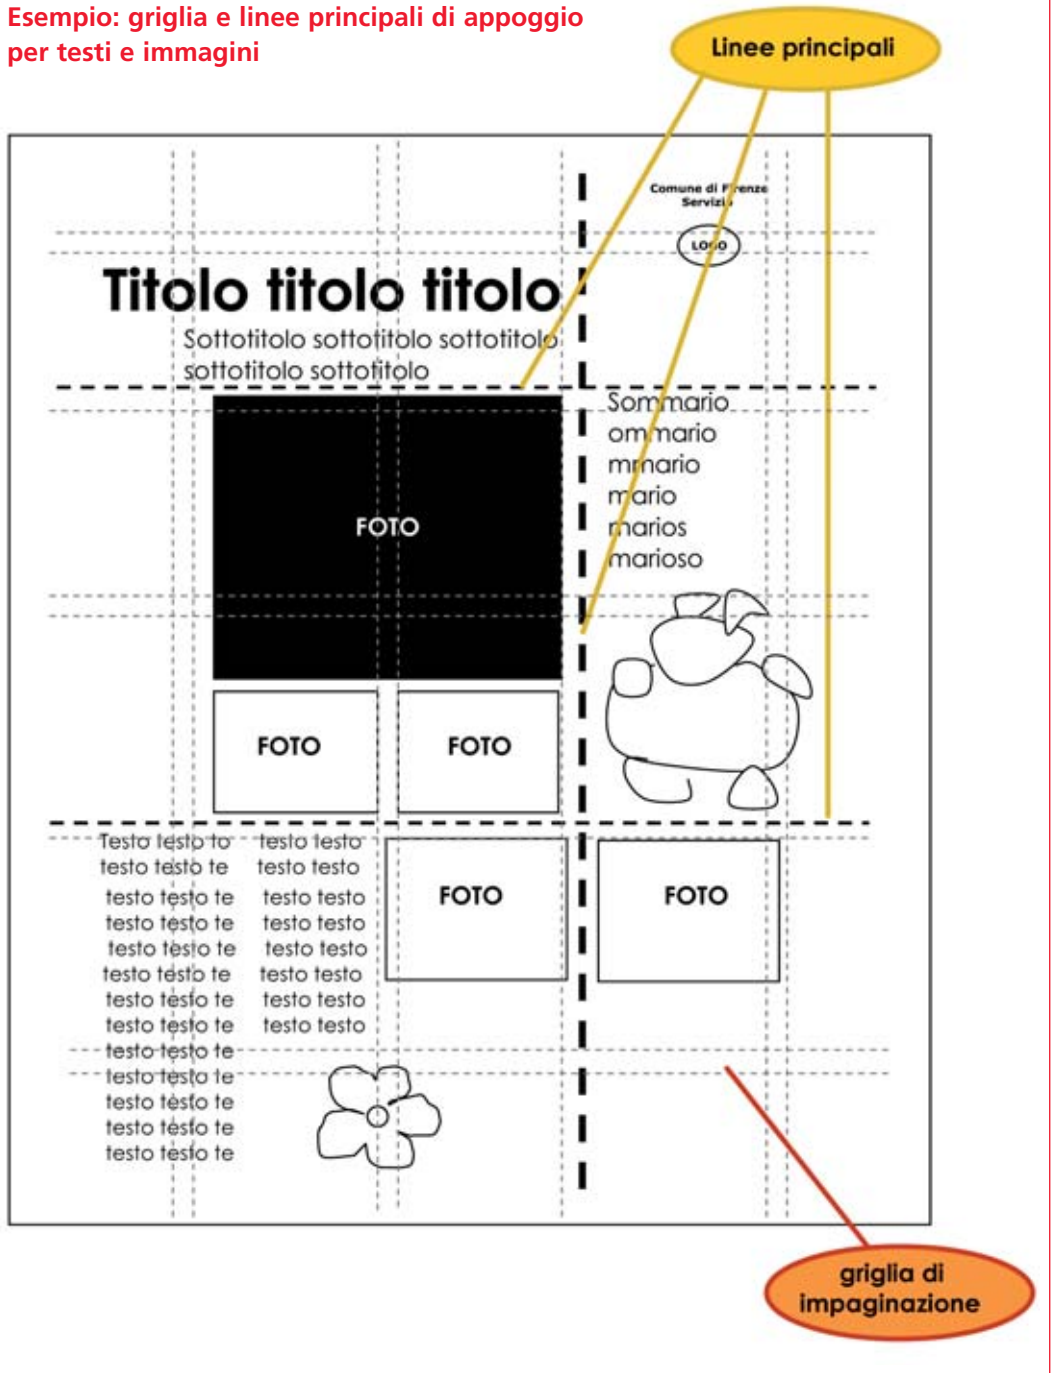 Esempio: griglia e linee principali di appoggio
per testi e immagini
Linee principali
Comune di Firenze
Servizio
LOGO
Titolo titolo titolo
Sottotitolo sottotitolo sottotitolo
sottotitolo sottotitolo
FOTO
Sommario
ommario
mmario
mario
marios
marioso
FOTO
FOTO
Testo testo to
testo testo te
testo testo te
testo testo te
testo testo te
testo testo te
testo testo te
testo testo te
testo testo te
testo testo te
testo testo te
testo testo te
testo testo te
testo testo
testo testo
testo testo
testo testo
testo testo
testo testo
testo testo
testo testo
FOTO
FOTO
griglia di
impaginazione